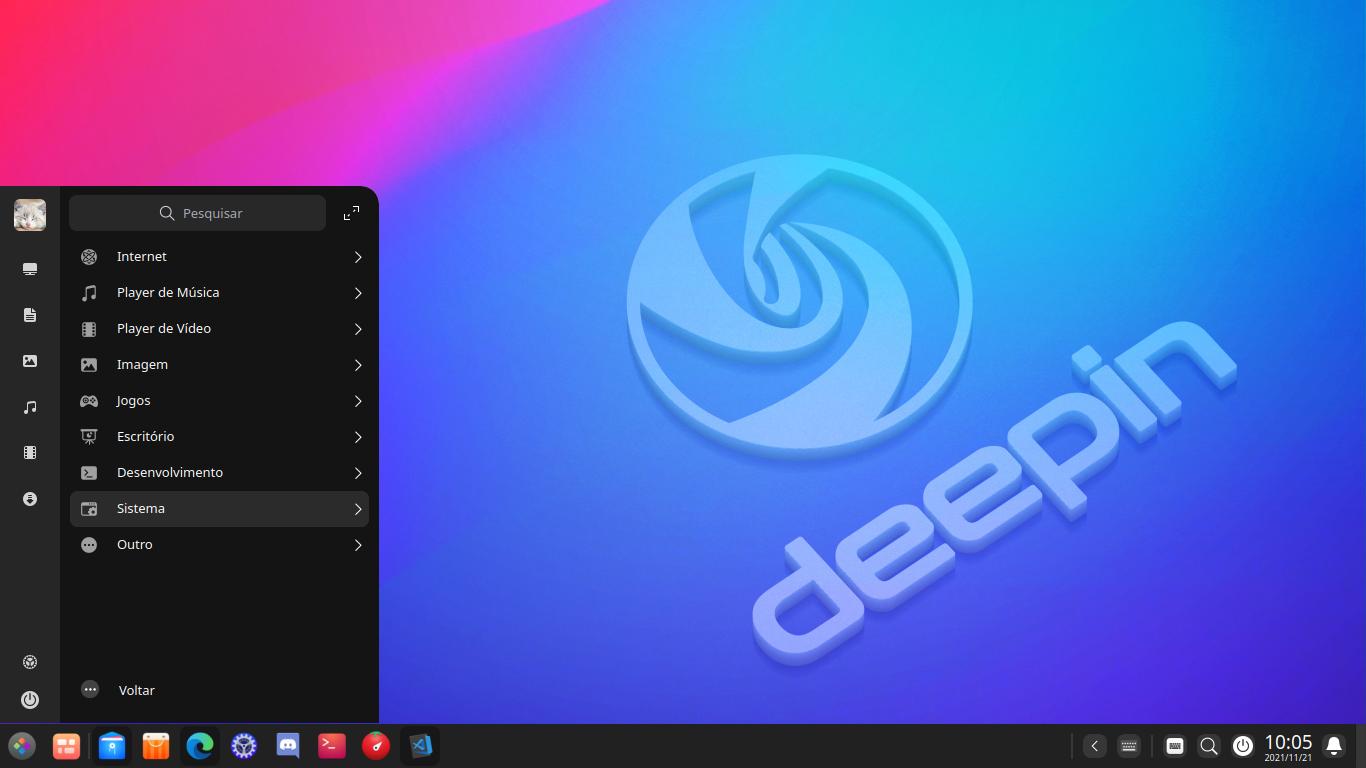 Pesquisar
Internet
Player de Música
Player de Vídeo
Imagem
Jogos
Escritório
Desenvolvimento
Sistema
Outro
Voltar
deepin
10:05
2021/11/21